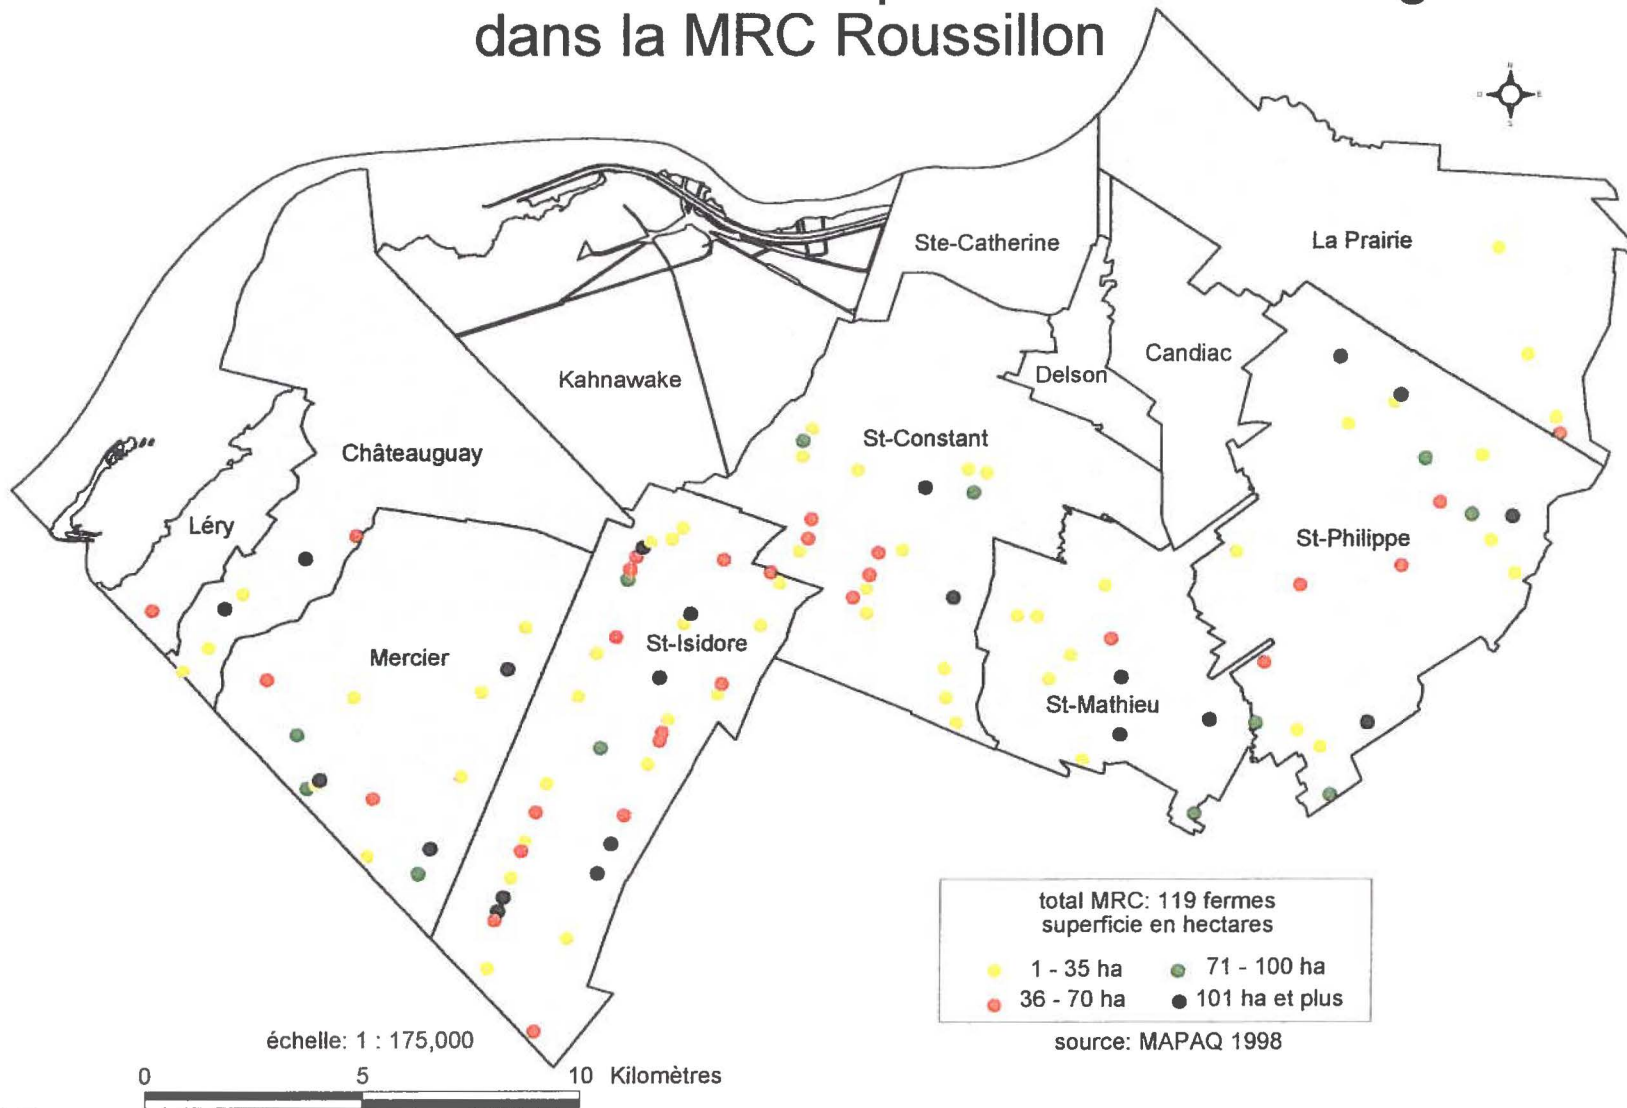 dans la MRC Roussillon
N
O
E
S
Ste-Catherine
La Prairie
Kahnawake
Delson
Candiac
Châteauguay
St-Constant
Léry
St-Philippe
Mercier
St-Isidore
St-Mathieu
total MRC: 119 fermes
superficie en hectares
1 - 35 ha
71 - 100 ha
36 - 70 ha
101 ha et plus
source: MAPAQ 1998
échelle: 1 : 175,000
0 5 10 Kilomètres